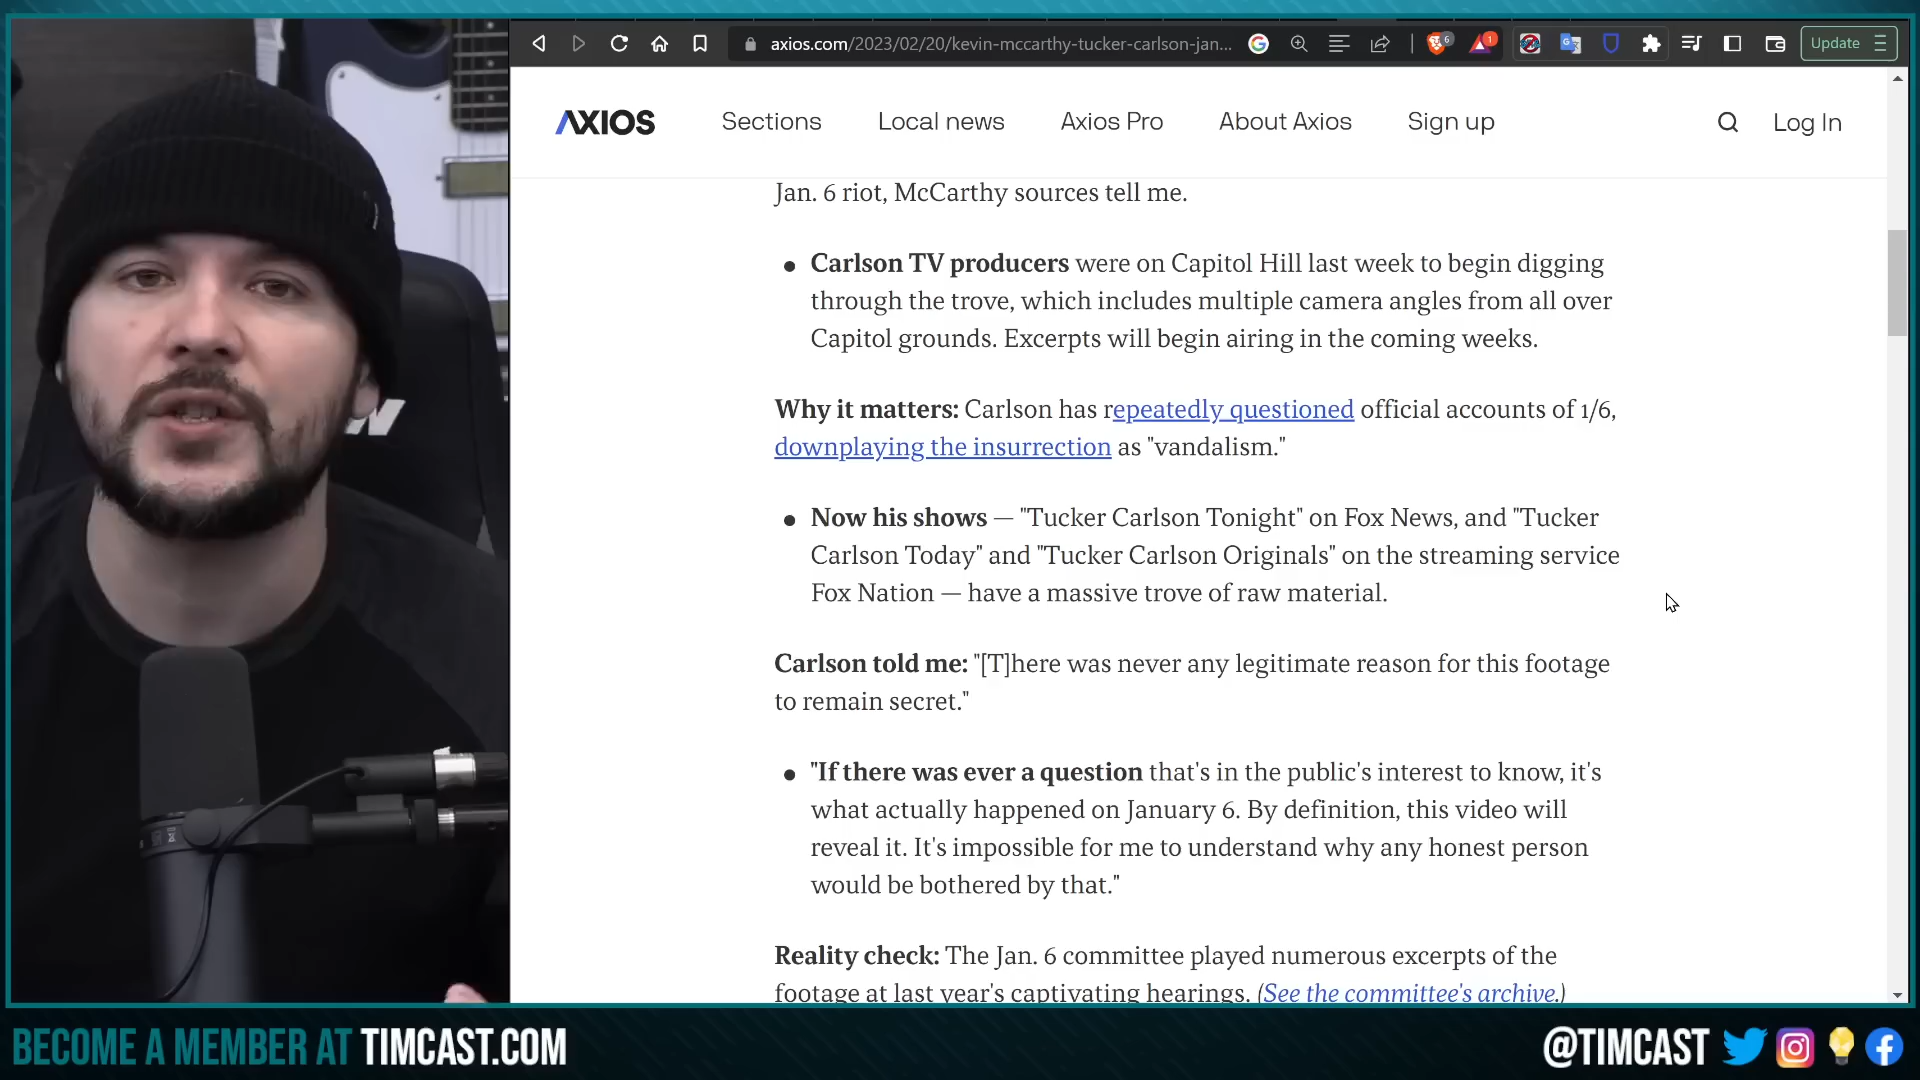 axios.com/2023/02/20/kevin-mccarthy-tucker-carlson-jan...
6
1
Update
AXIOS
Sections
Local news
Axios Pro
About Axios
Sign up
Log In
Jan. 6 riot, McCarthy sources tell me.
Carlson TV producers were on Capitol Hill last week to begin digging
through the trove, which includes multiple camera angles from all over
Capitol grounds. Excerpts will begin airing in the coming weeks.
Why it matters: Carlson has repeatedly questioned official accounts of 1/6,
downplaying the insurrection as "vandalism."
Now his shows — "Tucker Carlson Tonight" on Fox News, and "Tucker
Carlson Today" and "Tucker Carlson Originals" on the streaming service
Fox Nation — have a massive trove of raw material.
Carlson told me: "[T]here was never any legitimate reason for this footage
to remain secret."
"If there was ever a question that's in the public's interest to know, it's
what actually happened on January 6. By definition, this video will
reveal it. It's impossible for me to understand why any honest person
would be bothered by that."
Reality check: The Jan. 6 committee played numerous excerpts of the
footage at last year's captivating hearings. (See the committee's archive.)
BECOME A MEMBER AT TIMCAST.COM
@TIMCAST